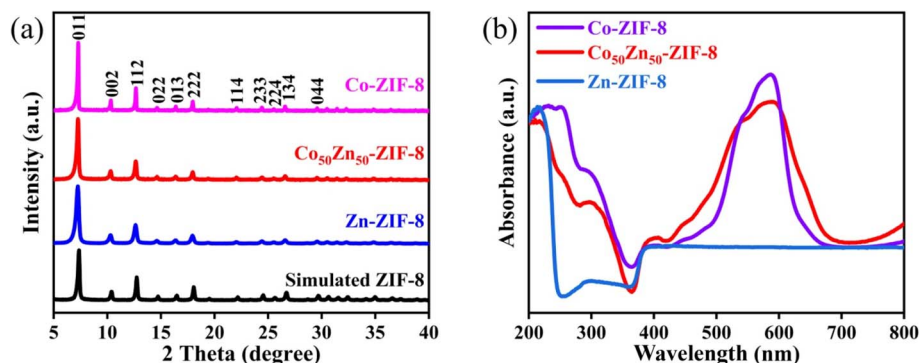 (a)
011
002
112
022
013
222
114
233
224
134
044
Co-ZIF-8
Co₅₀Zn₅₀-ZIF-8
Zn-ZIF-8
Simulated ZIF-8
Intensity (a.u.)
5 10 15 20 25 30 35 40
2 Theta (degree)
(b)
Co-ZIF-8
Co₅₀Zn₅₀-ZIF-8
Zn-ZIF-8
Absorbance (a.u.)
200 300 400 500 600 700 800
Wavelength (nm)